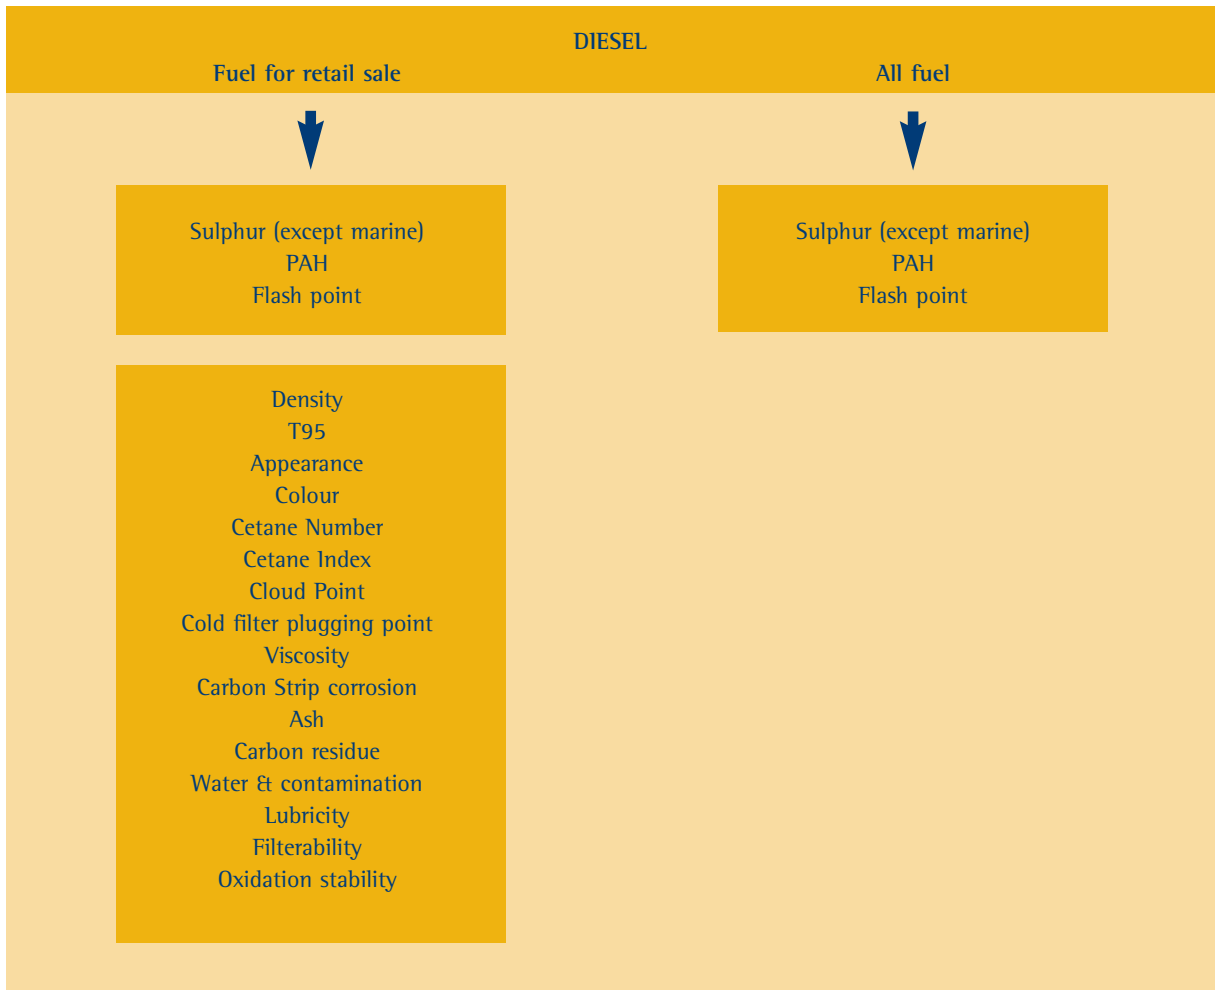 DIESEL
Fuel for retail sale
All fuel
Sulphur (except marine)
PAH
Flash point
Sulphur (except marine)
PAH
Flash point
Density
T95
Appearance
Colour
Cetane Number
Cetane Index
Cloud Point
Cold filter plugging point
Viscosity
Carbon Strip corrosion
Ash
Carbon residue
Water & contamination
Lubricity
Filterability
Oxidation stability